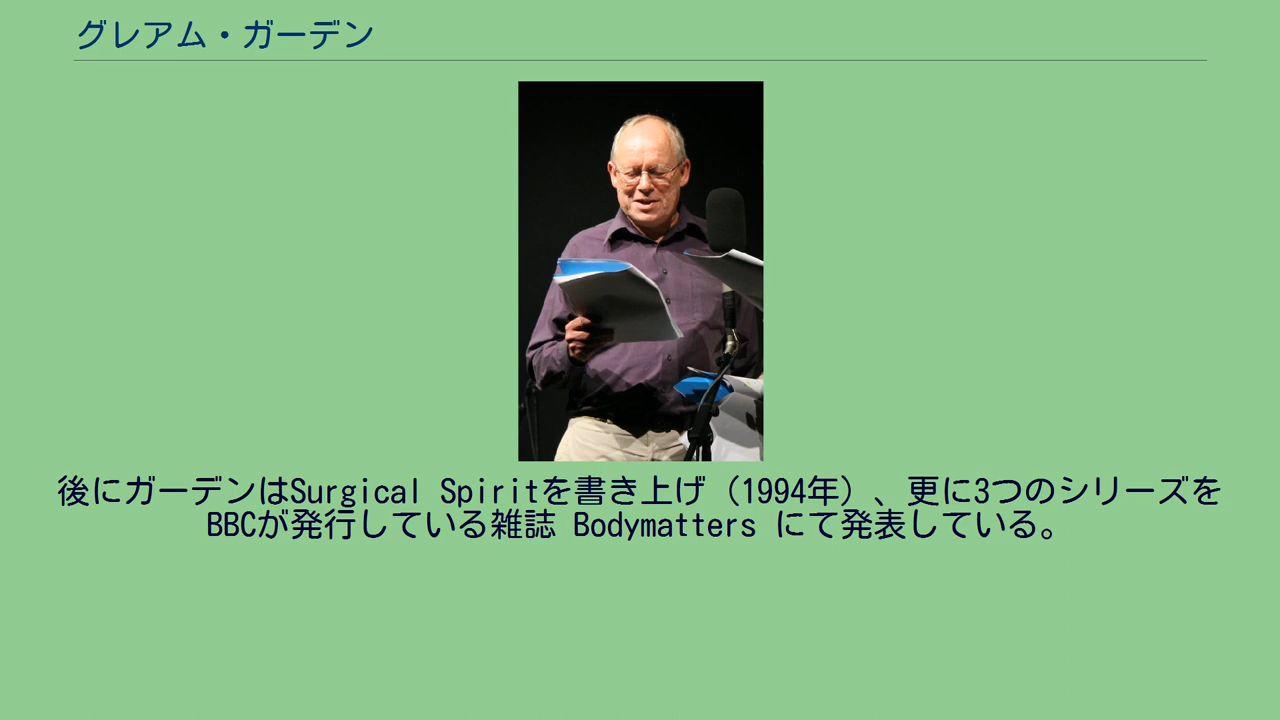 グレアム・ガーデン
後にガーデンはSurgical Spiritを書き上げ（1994年）、更に3つのシリーズを
BBCが発行している雑誌 Bodymatters にて発表している。